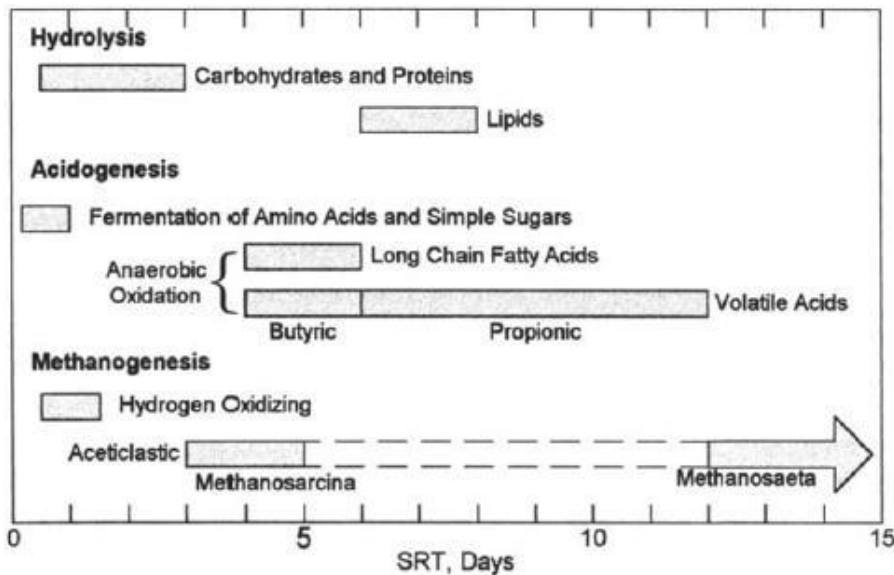 Hydrolysis
Carbohydrates and Proteins
Lipids
Acidogenesis
Fermentation of Amino Acids and Simple Sugars
Anaerobic
Oxidation
Long Chain Fatty Acids
Volatile Acids
Butyric
Propionic
Methanogenesis
Hydrogen Oxidizing
Aceticlastic
Methanosarcina
Methanosaeta
0 5 10 15
SRT, Days